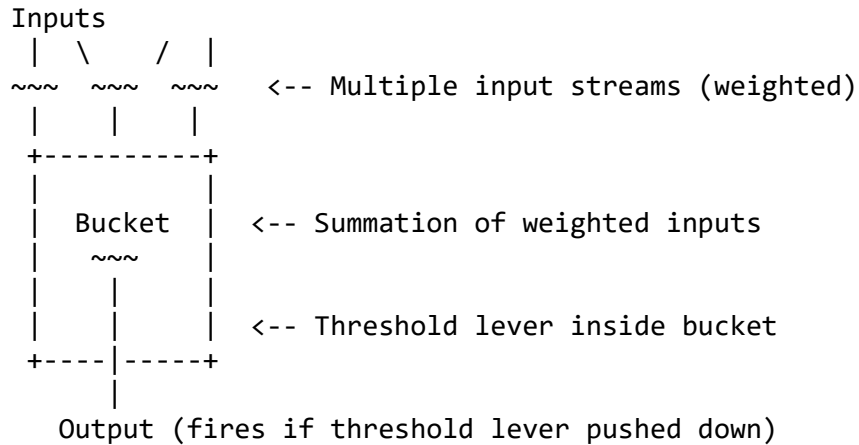 Inputs
<-- Multiple input streams (weighted)
Bucket <-- Summation of weighted inputs
<-- Threshold lever inside bucket
Output (fires if threshold lever pushed down)